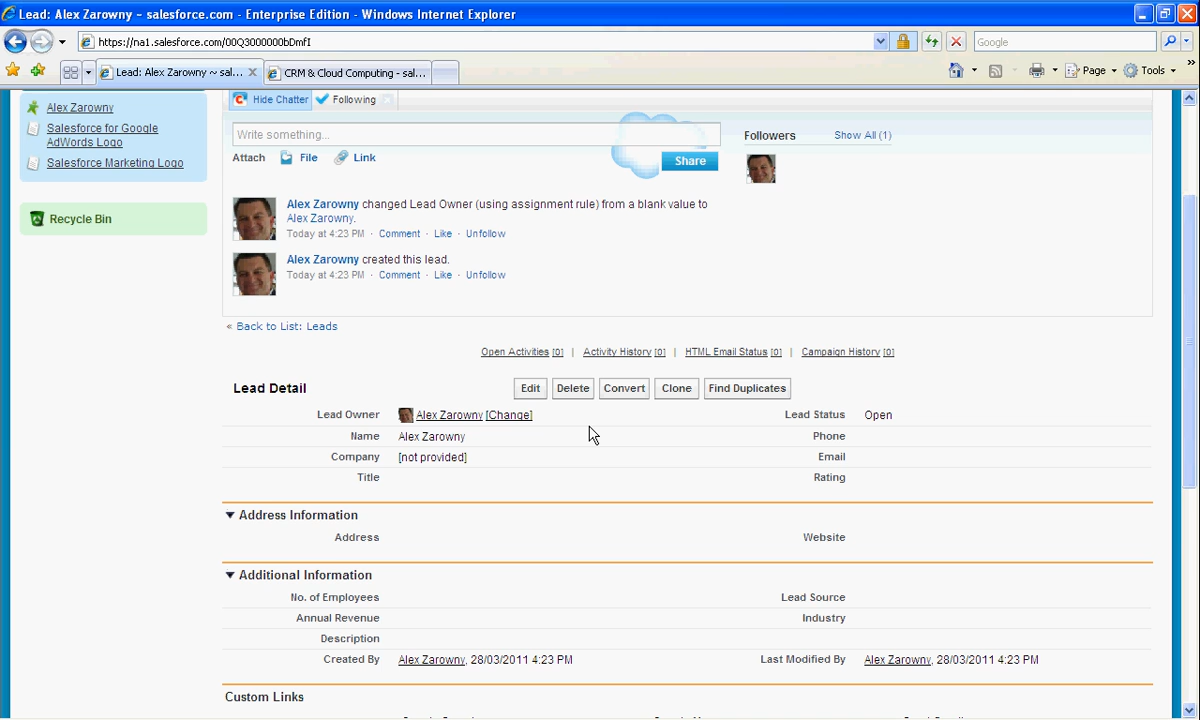 Lead: Alex Zarowny ~ salesforce.com - Enterprise Edition - Windows Internet Explorer
https://na1.salesforce.com/00Q3000000bDmfI
Google
Lead: Alex Zarowny ~ sal...
CRM & Cloud Computing - sal...
Page
Tools
Alex Zarowny
Salesforce for Google
AdWords Logo
Salesforce Marketing Logo
Recycle Bin
Hide Chatter
Following
Write something...
Attach File Link
Share
Followers Show All (1)
Alex Zarowny changed Lead Owner (using assignment rule) from a blank value to
Alex Zarowny.
Today at 4:23 PM · Comment · Like · Unfollow
Alex Zarowny created this lead.
Today at 4:23 PM · Comment · Like · Unfollow
« Back to List: Leads
Open Activities [0] | Activity History [0] | HTML Email Status [0] | Campaign History [0]
Lead Detail Edit Delete Convert Clone Find Duplicates
Lead Owner Alex Zarowny [Change] Lead Status Open
Name Alex Zarowny Phone
Company [not provided] Email
Title Rating
Address Information
Address Website
Additional Information
No. of Employees Lead Source
Annual Revenue Industry
Description
Created By Alex Zarowny, 28/03/2011 4:23 PM Last Modified By Alex Zarowny, 28/03/2011 4:23 PM
Custom Links